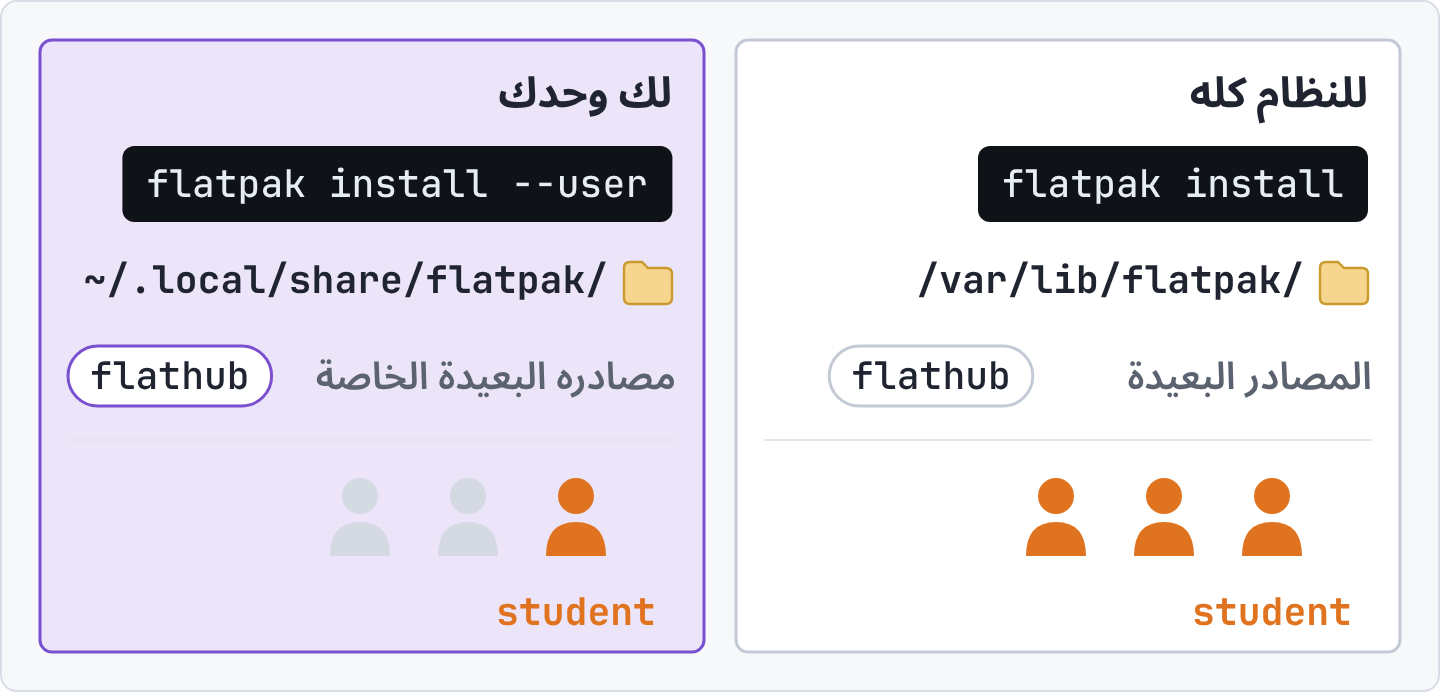 للنظام كله
flatpak install
/var/lib/flatpak/
المصادر البعيدة flathub
student
لك وحدك
flatpak install --user
~/.local/share/flatpak/
مصادره البعيدة الخاصة flathub
student